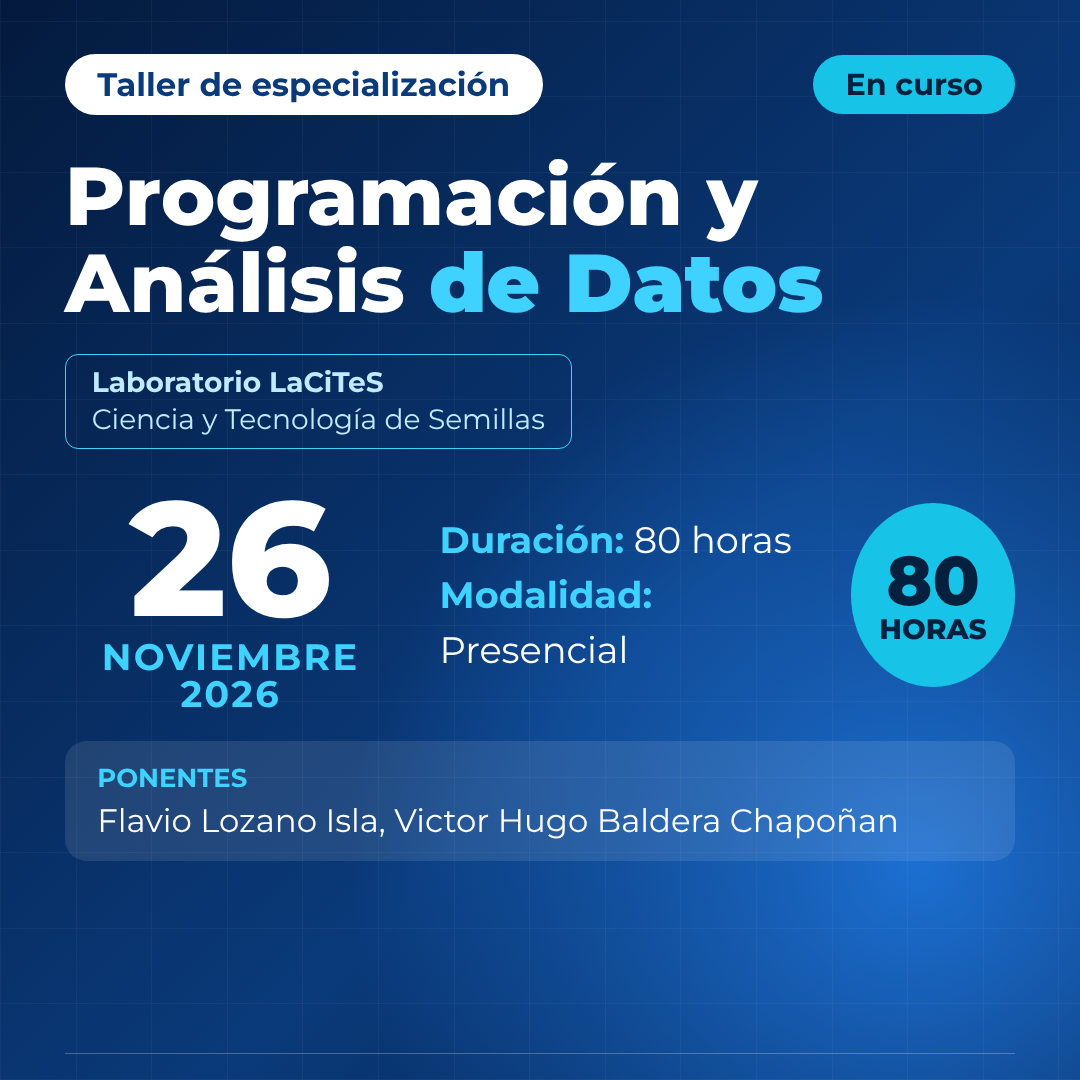 Taller de especialización
En curso
Programación y
Análisis de Datos
Laboratorio LaCiTeS
Ciencia y Tecnología de Semillas
26
NOVIEMBRE
2026
Duración: 80 horas
Modalidad:
Presencial
80
HORAS
PONENTES
Flavio Lozano Isla, Victor Hugo Baldera Chapoñan